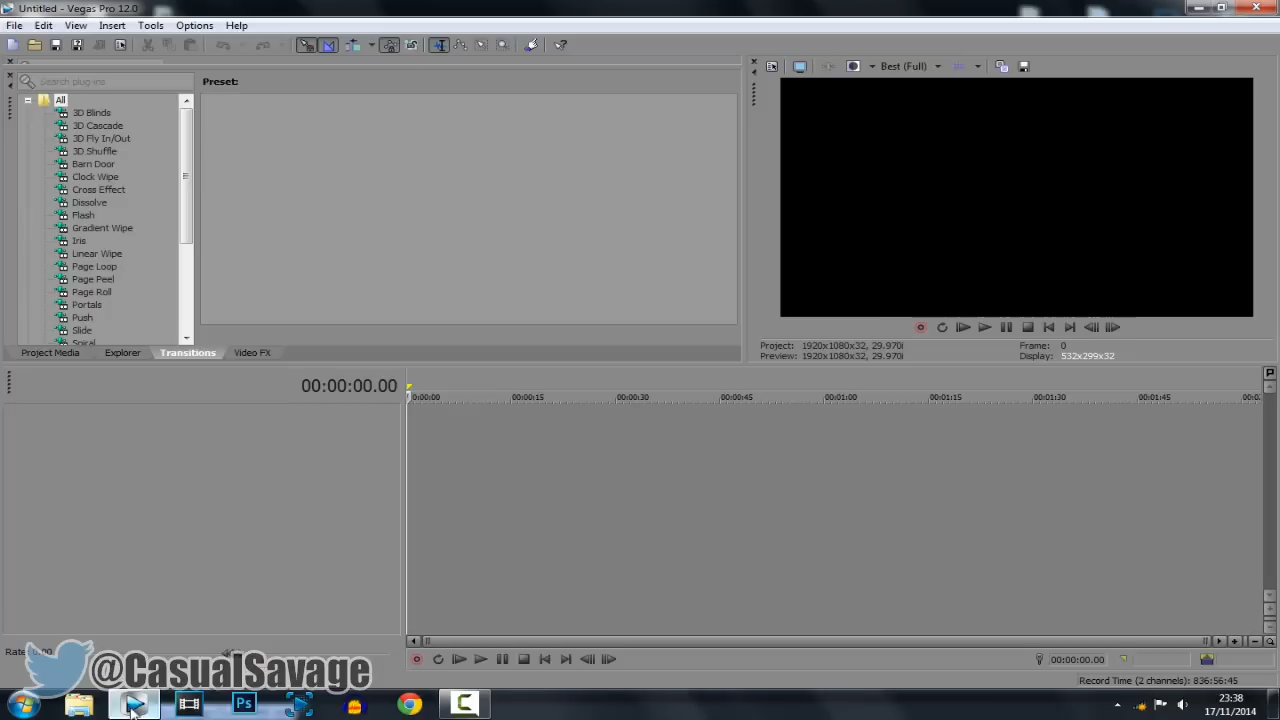 Untitled - Vegas Pro 12.0
File Edit View Insert Tools Options Help
Best (Full)
Search plug-ins
Preset:
All
3D Blinds
3D Cascade
3D Fly In/Out
3D Shuffle
Barn Door
Clock Wipe
Cross Effect
Dissolve
Flash
Gradient Wipe
Iris
Linear Wipe
Page Loop
Page Peel
Page Roll
Portals
Push
Slide
Spiral
Project Media Explorer Transitions Video FX
Project: 1920x1080x32, 29.970i Frame: 0
Preview: 1920x1080x32, 29.970i Display: 532x299x32
00:00:00.00
0:00:00 00:00:15 00:00:30 00:00:45 00:01:00 00:01:15 00:01:30 00:01:45
Rate: 0.00
00:00:00.00
@CasualSavage
Record Time (2 channels): 836:56:45
Ps
23:38
17/11/2014